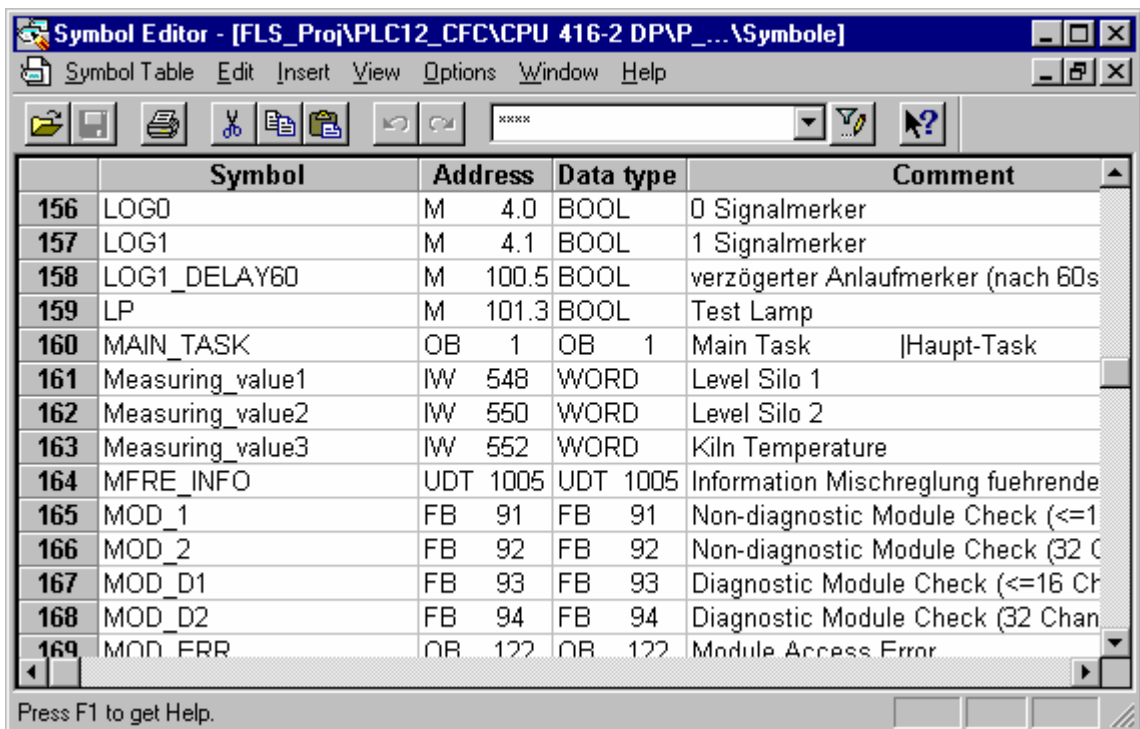 Symbol Editor - [FLS_Proj\PLC12_CFC\CPU 416-2 DP\P_...\Symbole]
Symbol Table Edit Insert View Options Window Help
****
Symbol Address Data type Comment
156 LOG0 M 4.0 BOOL 0 Signalmerker
157 LOG1 M 4.1 BOOL 1 Signalmerker
158 LOG1_DELAY60 M 100.5 BOOL verzögerter Anlaufmerker (nach 60s
159 LP M 101.3 BOOL Test Lamp
160 MAIN_TASK OB 1 OB 1 Main Task |Haupt-Task
161 Measuring_value1 IW 548 WORD Level Silo 1
162 Measuring_value2 IW 550 WORD Level Silo 2
163 Measuring_value3 IW 552 WORD Kiln Temperature
164 MFRE_INFO UDT 1005 UDT 1005 Information Mischreglung fuehrende
165 MOD_1 FB 91 FB 91 Non-diagnostic Module Check (<=1
166 MOD_2 FB 92 FB 92 Non-diagnostic Module Check (32 C
167 MOD_D1 FB 93 FB 93 Diagnostic Module Check (<=16 Ch
168 MOD_D2 FB 94 FB 94 Diagnostic Module Check (32 Chan
169 MOD_ERR OB 122 OB 122 Module Access Error
Press F1 to get Help.